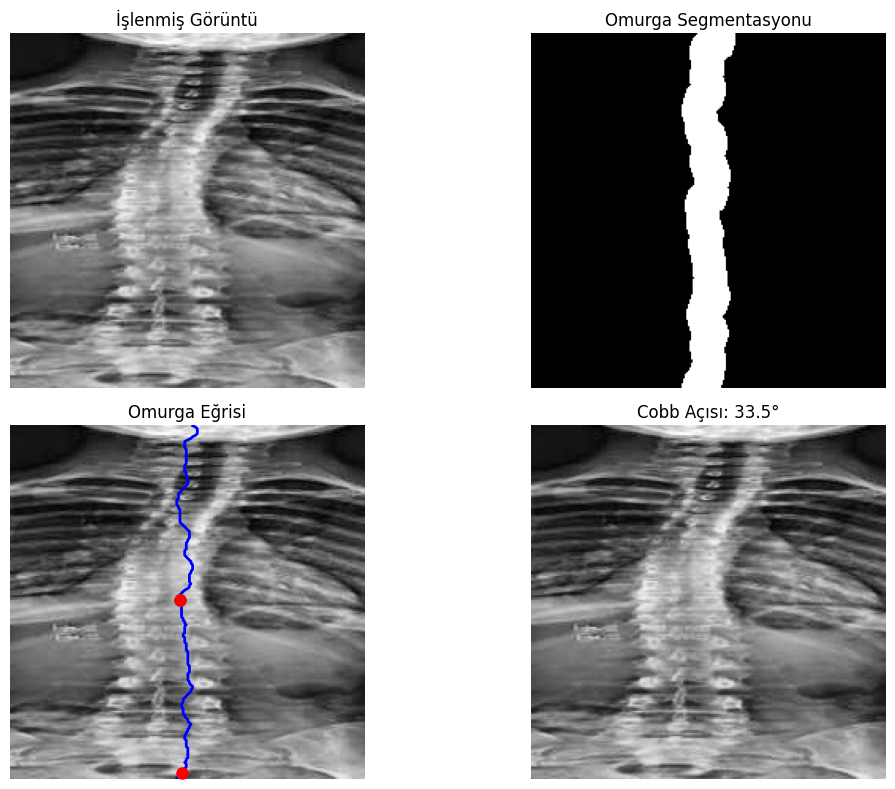 İşlenmiş Görüntü
Omurga Segmentasyonu
Omurga Eğrisi
Cobb Açısı: 33.5°